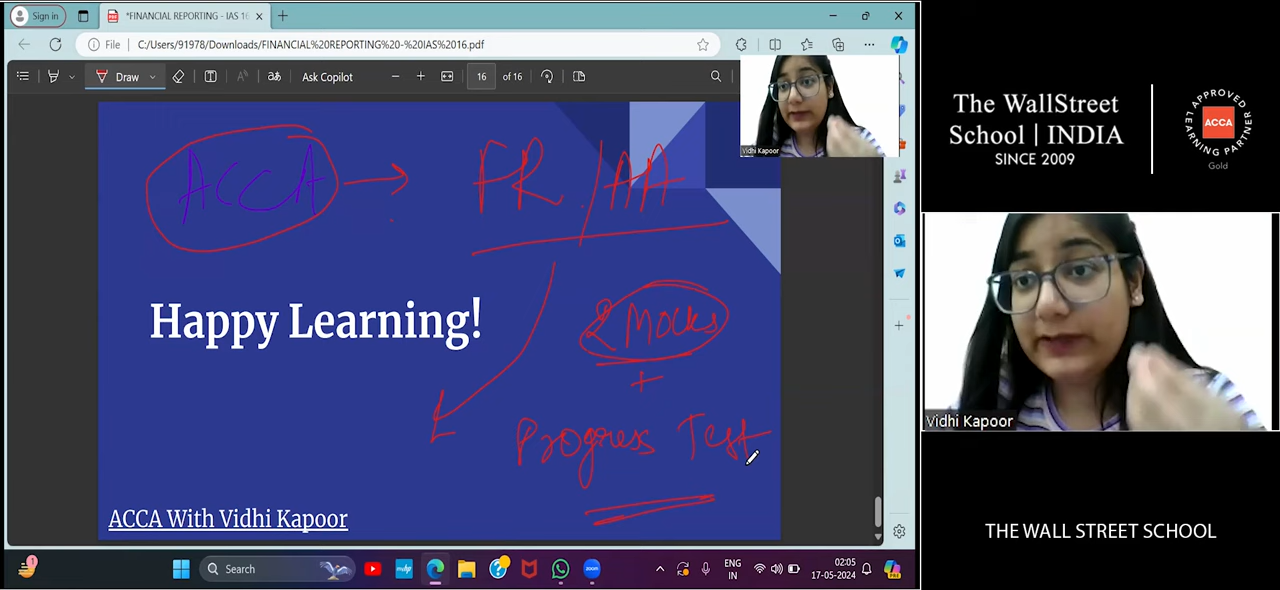 Sign in
*FINANCIAL REPORTING - IAS 16
File
C:/Users/91978/Downloads/FINANCIAL%20REPORTING%20-%20IAS%2016.pdf
Draw
aあ
Ask Copilot
16 of 16
ACCA → FR / AA
Happy Learning!
2 Mocks
+
Progress Test
ACCA With Vidhi Kapoor
Vidhi Kapoor
The WallStreet
School | INDIA
SINCE 2009
APPROVED
LEARNING PARTNER
ACCA
Gold
Vidhi Kapoor
THE WALL STREET SCHOOL
Search
ENG
IN
02:05
17-05-2024